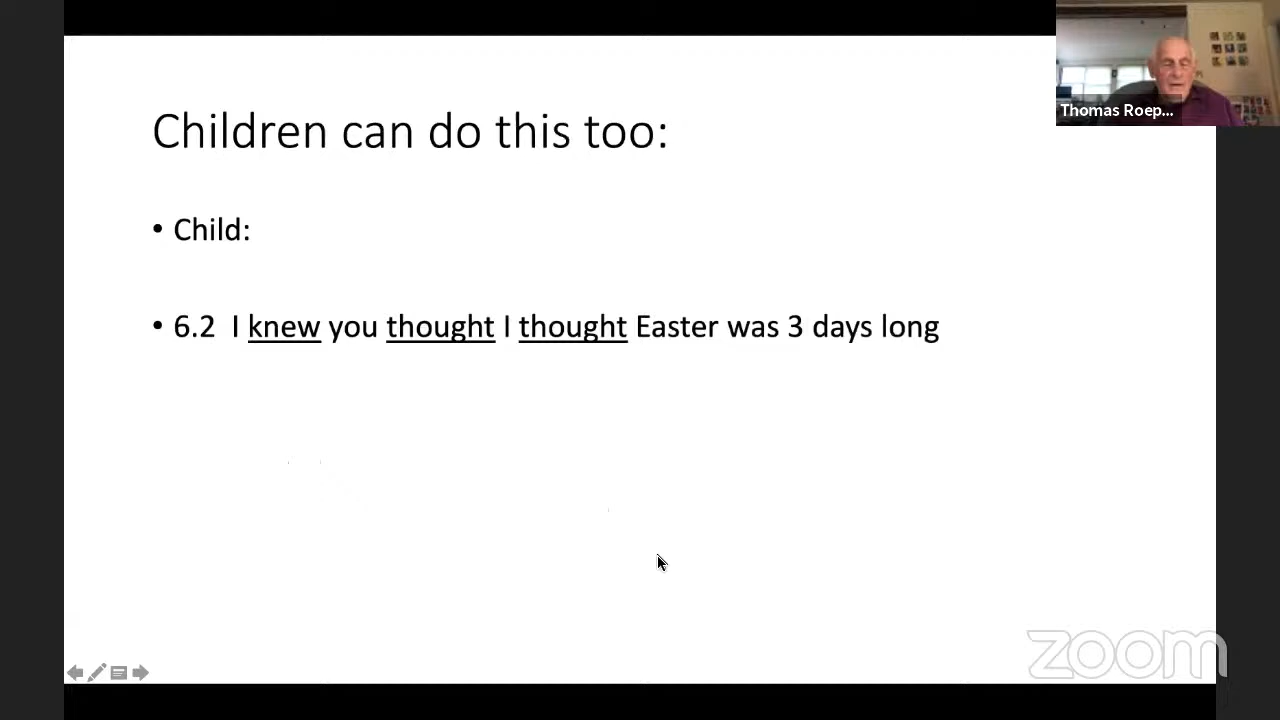 Thomas Roep...
Children can do this too:
• Child:
• 6.2 I knew you thought I thought Easter was 3 days long
zoom